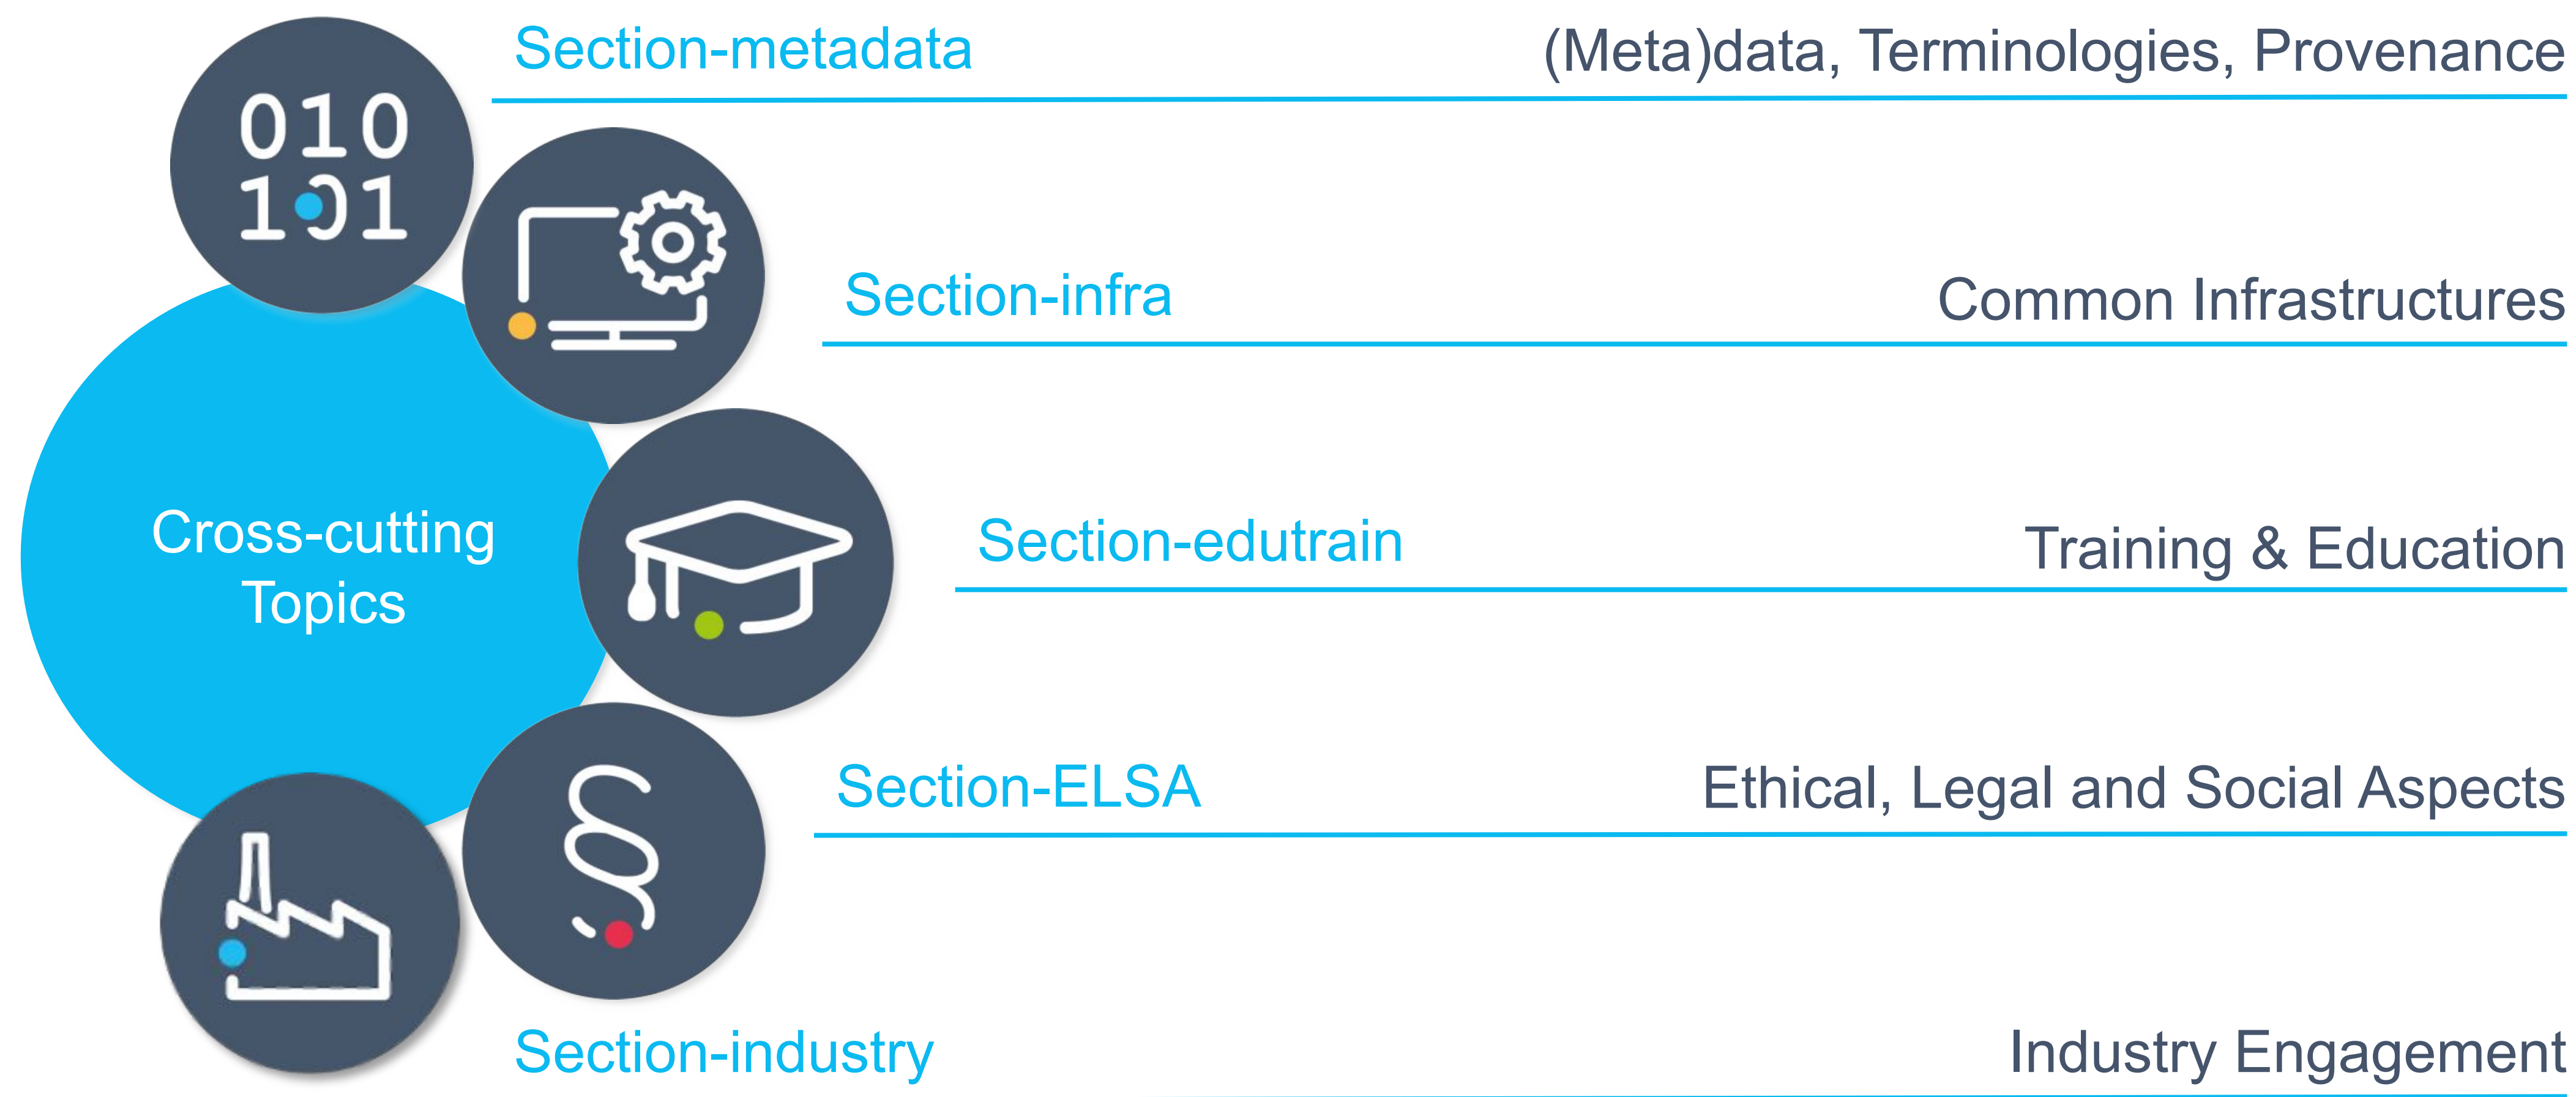 010
101
Section-metadata
(Meta)data, Terminologies, Provenance
Section-infra
Common Infrastructures
Cross-cutting
Topics
Section-edutrain
Training & Education
Section-ELSA
Ethical, Legal and Social Aspects
§
Section-industry
Industry Engagement